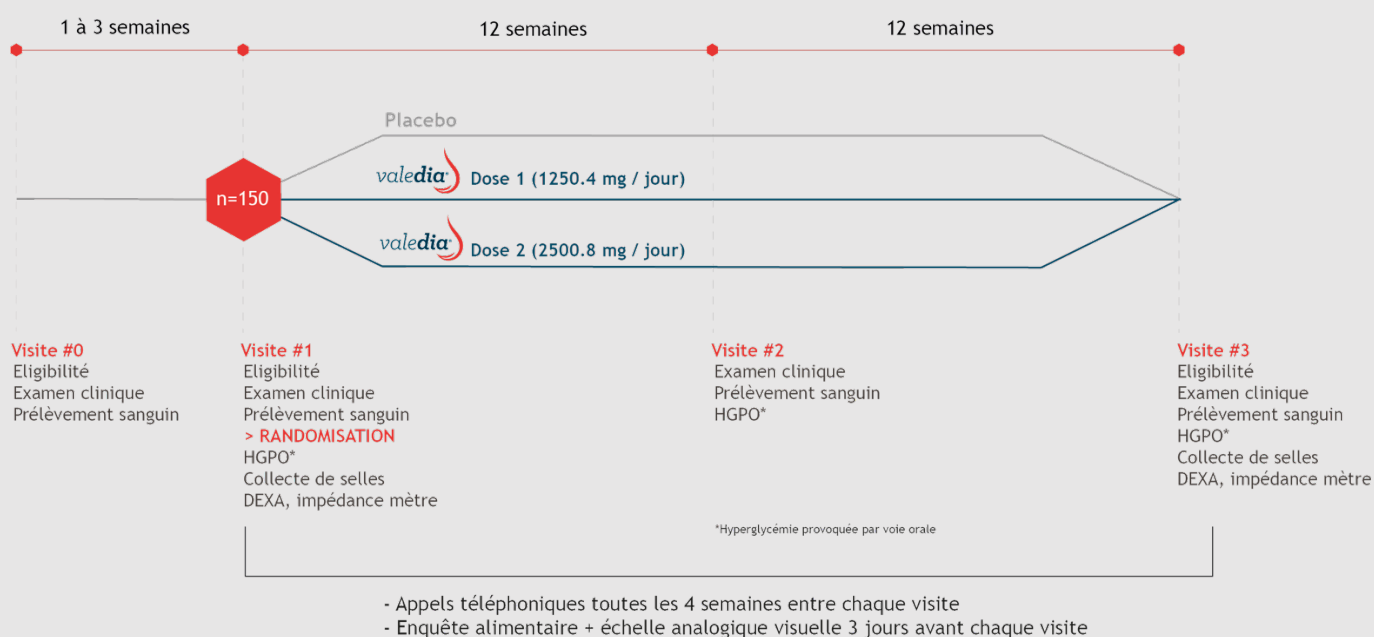 1 à 3 semaines
12 semaines
12 semaines
Placebo
valedia® Dose 1 (1250.4 mg / jour)
n=150
valedia® Dose 2 (2500.8 mg / jour)
Visite #0
Eligibilité
Examen clinique
Prélèvement sanguin
Visite #1
Eligibilité
Examen clinique
Prélèvement sanguin
> RANDOMISATION
HGPO*
Collecte de selles
DEXA, impédance mètre
Visite #2
Examen clinique
Prélèvement sanguin
HGPO*
Visite #3
Eligibilité
Examen clinique
Prélèvement sanguin
HGPO*
Collecte de selles
DEXA, impédance mètre
*Hyperglycémie provoquée par voie orale
- Appels téléphoniques toutes les 4 semaines entre chaque visite
- Enquête alimentaire + échelle analogique visuelle 3 jours avant chaque visite